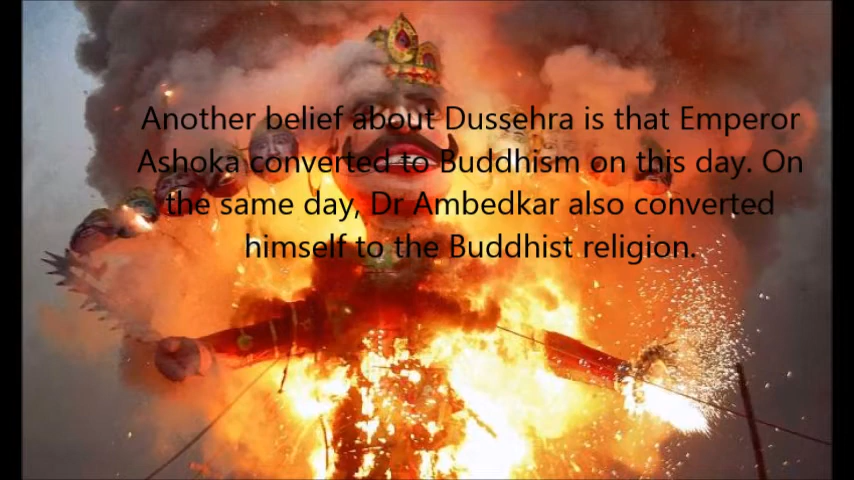 Another belief about Dussehra is that Emperor
Ashoka converted to Buddhism on this day. On
the same day, Dr Ambedkar also converted
himself to the Buddhist religion.